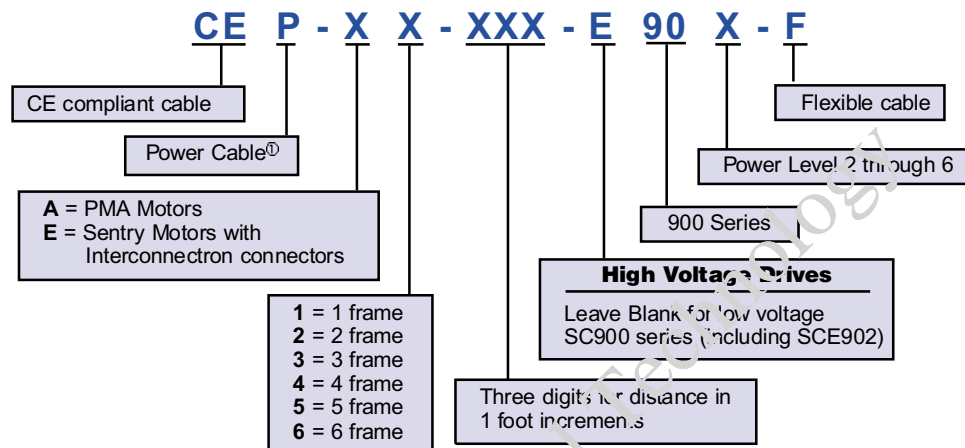 CE P - X X - XXX - E 90 X - F
CE compliant cable
Flexible cable
Power Cable①
Power Level 2 through 6
A = PMA Motors
E = Sentry Motors with
Interconnectron connectors
900 Series
High Voltage Drives
Leave Blank for low voltage
SC900 series (including SCE902)
1 = 1 frame
2 = 2 frame
3 = 3 frame
4 = 4 frame
5 = 5 frame
6 = 6 frame
Three digits for distance in
1 foot increments
Technology